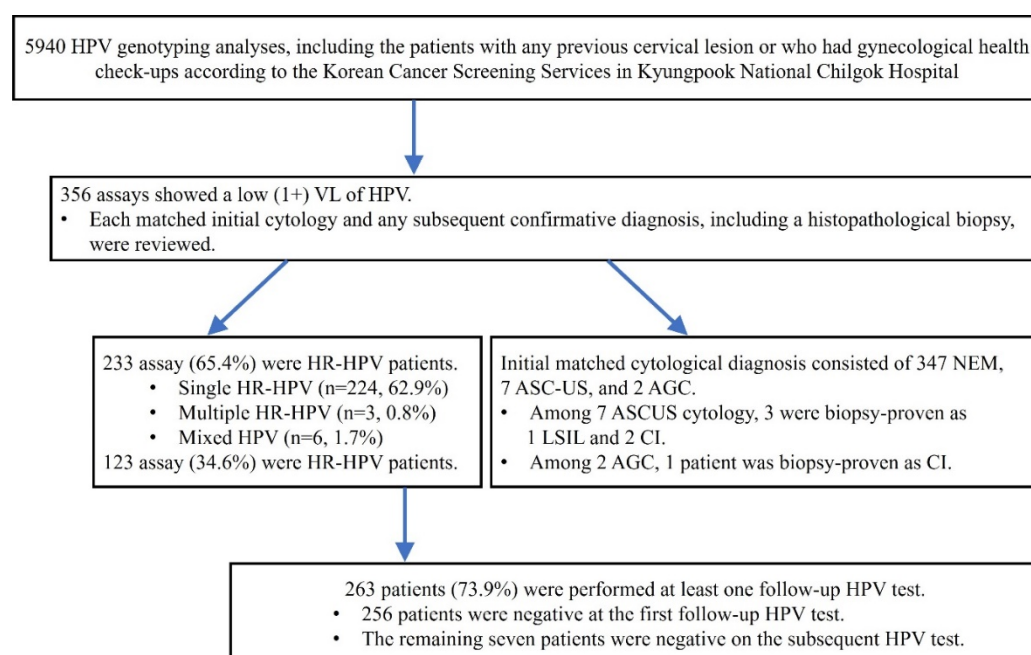 5940 HPV genotyping analyses, including the patients with any previous cervical lesion or who had gynecological health
check-ups according to the Korean Cancer Screening Services in Kyungpook National Chilgok Hospital
356 assays showed a low (1+) VL of HPV.
• Each matched initial cytology and any subsequent confirmative diagnosis, including a histopathological biopsy,
were reviewed.
233 assay (65.4%) were HR-HPV patients.
• Single HR-HPV (n=224, 62.9%)
• Multiple HR-HPV (n=3, 0.8%)
• Mixed HPV (n=6, 1.7%)
123 assay (34.6%) were HR-HPV patients.
Initial matched cytological diagnosis consisted of 347 NEM,
7 ASC-US, and 2 AGC.
• Among 7 ASCUS cytology, 3 were biopsy-proven as
1 LSIL and 2 CI.
• Among 2 AGC, 1 patient was biopsy-proven as CI.
263 patients (73.9%) were performed at least one follow-up HPV test.
• 256 patients were negative at the first follow-up HPV test.
• The remaining seven patients were negative on the subsequent HPV test.